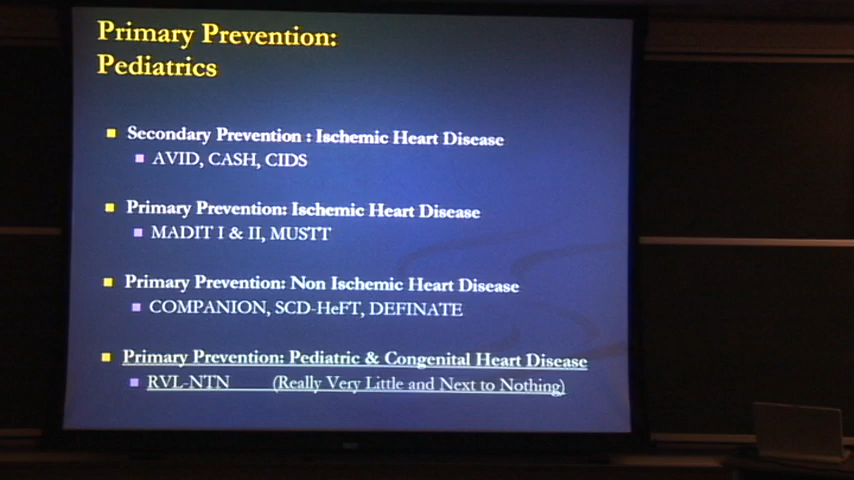 Primary Prevention:
Pediatrics
Secondary Prevention : Ischemic Heart Disease
AVID, CASH, CIDS
Primary Prevention: Ischemic Heart Disease
MADIT I & II, MUSTT
Primary Prevention: Non Ischemic Heart Disease
COMPANION, SCD-HeFT, DEFINATE
Primary Prevention: Pediatric & Congenital Heart Disease
RVL-NTN (Really Very Little and Next to Nothing)